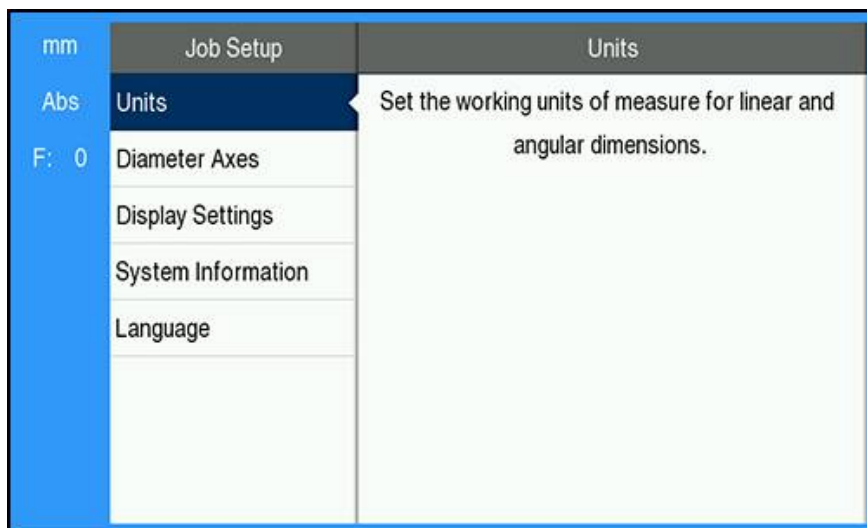 mm
Abs
F: 0
Job Setup
Units
Diameter Axes
Display Settings
System Information
Language
Units
Set the working units of measure for linear and
angular dimensions.